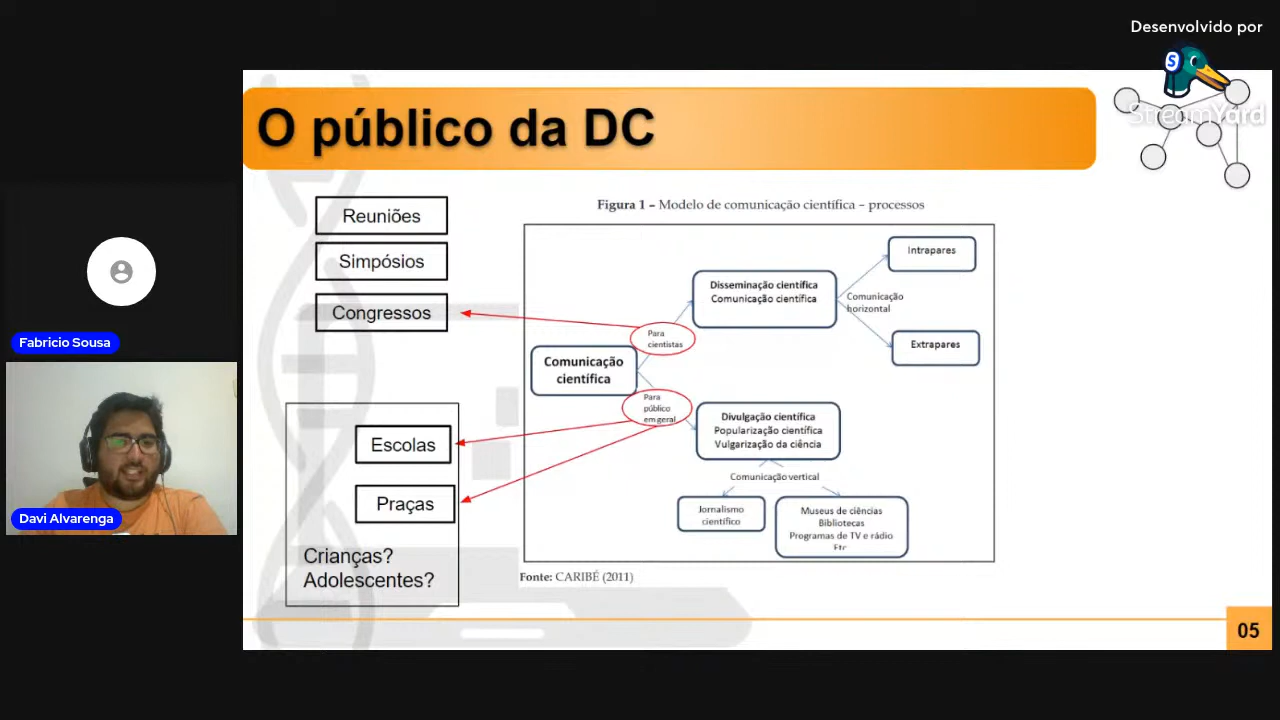 Desenvolvido por
StreamYard
O público da DC
Reuniões
Simpósios
Congressos
Escolas
Praças
Crianças?
Adolescentes?
Figura 1 – Modelo de comunicação científica – processos
Intrapares
Disseminação científica
Comunicação científica
Comunicação
horizontal
Para
cientistas
Extrapares
Comunicação
científica
Para
público
em geral
Divulgação científica
Popularização científica
Vulgarização da ciência
Comunicação vertical
Jornalismo
científico
Museus de ciências
Bibliotecas
Programas de TV e rádio
Etc
Fonte: CARIBÉ (2011)
05
Fabricio Sousa
Davi Alvarenga